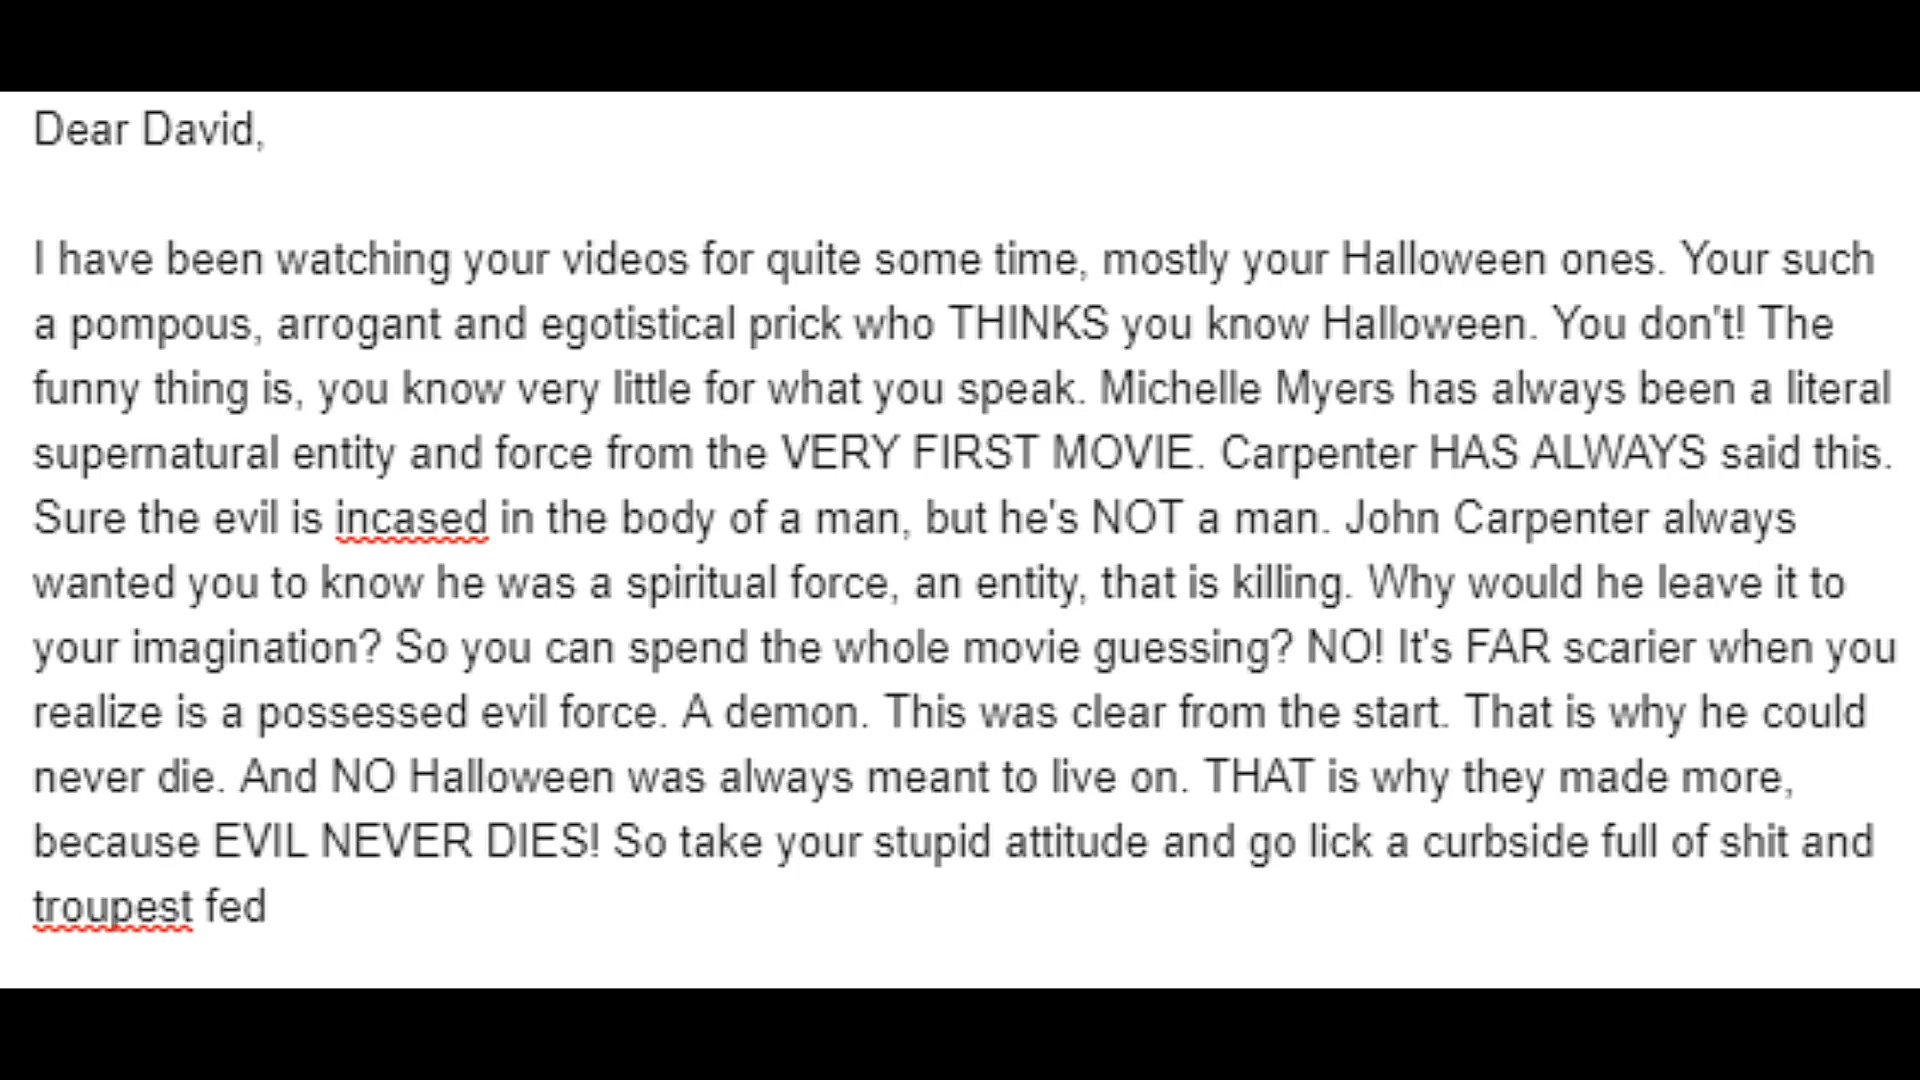 Dear David,
I have been watching your videos for quite some time, mostly your Halloween ones. Your such
a pompous, arrogant and egotistical prick who THINKS you know Halloween. You don't! The
funny thing is, you know very little for what you speak. Michelle Myers has always been a literal
supernatural entity and force from the VERY FIRST MOVIE. Carpenter HAS ALWAYS said this.
Sure the evil is incased in the body of a man, but he's NOT a man. John Carpenter always
wanted you to know he was a spiritual force, an entity, that is killing. Why would he leave it to
your imagination? So you can spend the whole movie guessing? NO! It's FAR scarier when you
realize is a possessed evil force. A demon. This was clear from the start. That is why he could
never die. And NO Halloween was always meant to live on. THAT is why they made more,
because EVIL NEVER DIES! So take your stupid attitude and go lick a curbside full of shit and
troupest fed